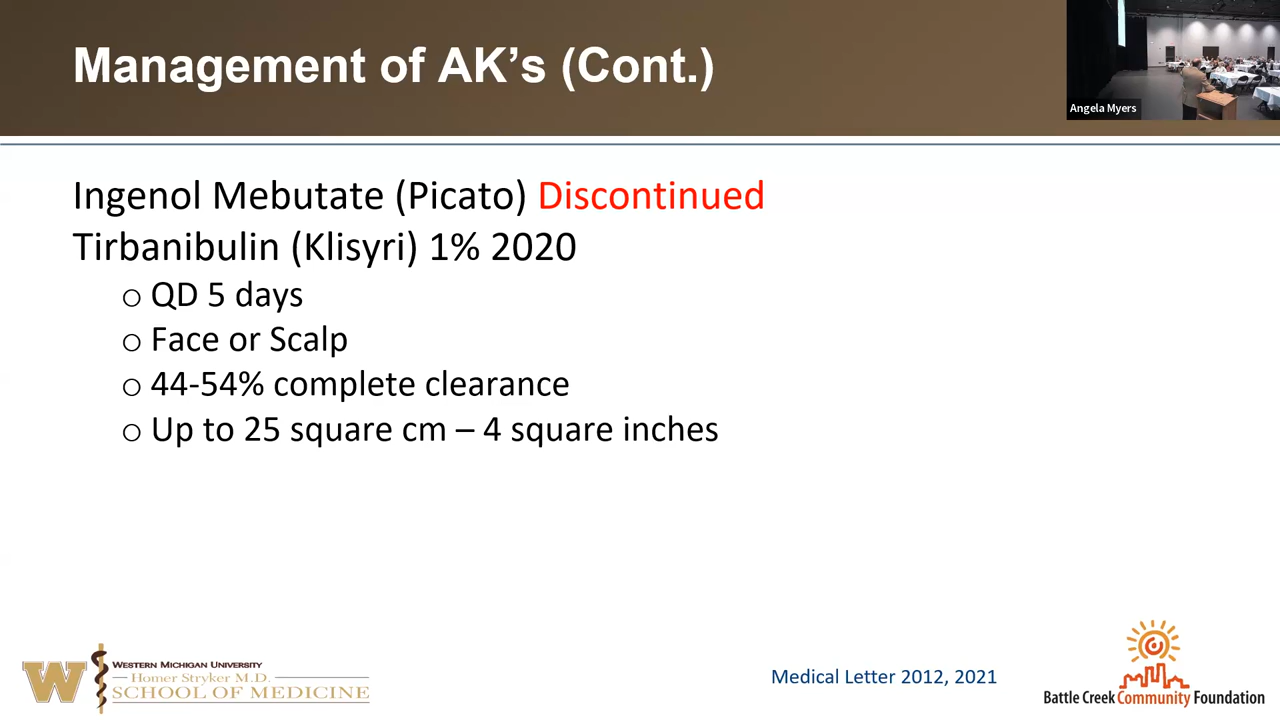 Management of AK’s (Cont.)
Angela Myers
Ingenol Mebutate (Picato) Discontinued
Tirbanibulin (Klisyri) 1% 2020
o QD 5 days
o Face or Scalp
o 44-54% complete clearance
o Up to 25 square cm – 4 square inches
W
WESTERN MICHIGAN UNIVERSITY
Homer Stryker M.D.
SCHOOL OF MEDICINE
Medical Letter 2012, 2021
Battle Creek Community Foundation